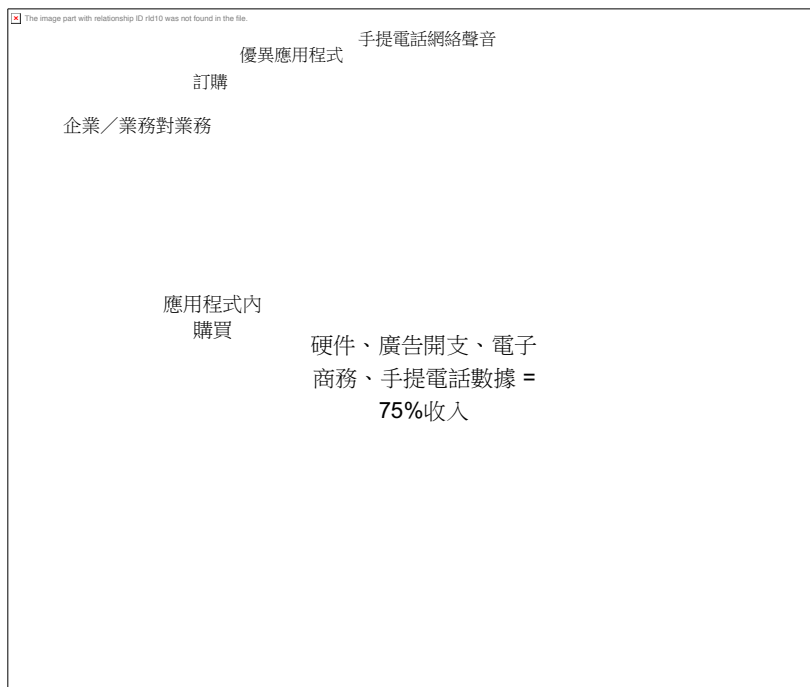 The image part with relationship ID rId10 was not found in the file.
手提電話網絡聲音
優異應用程式
訂購
企業／業務對業務
應用程式內
購買
硬件、廣告開支、電子
商務、手提電話數據 =
75%收入